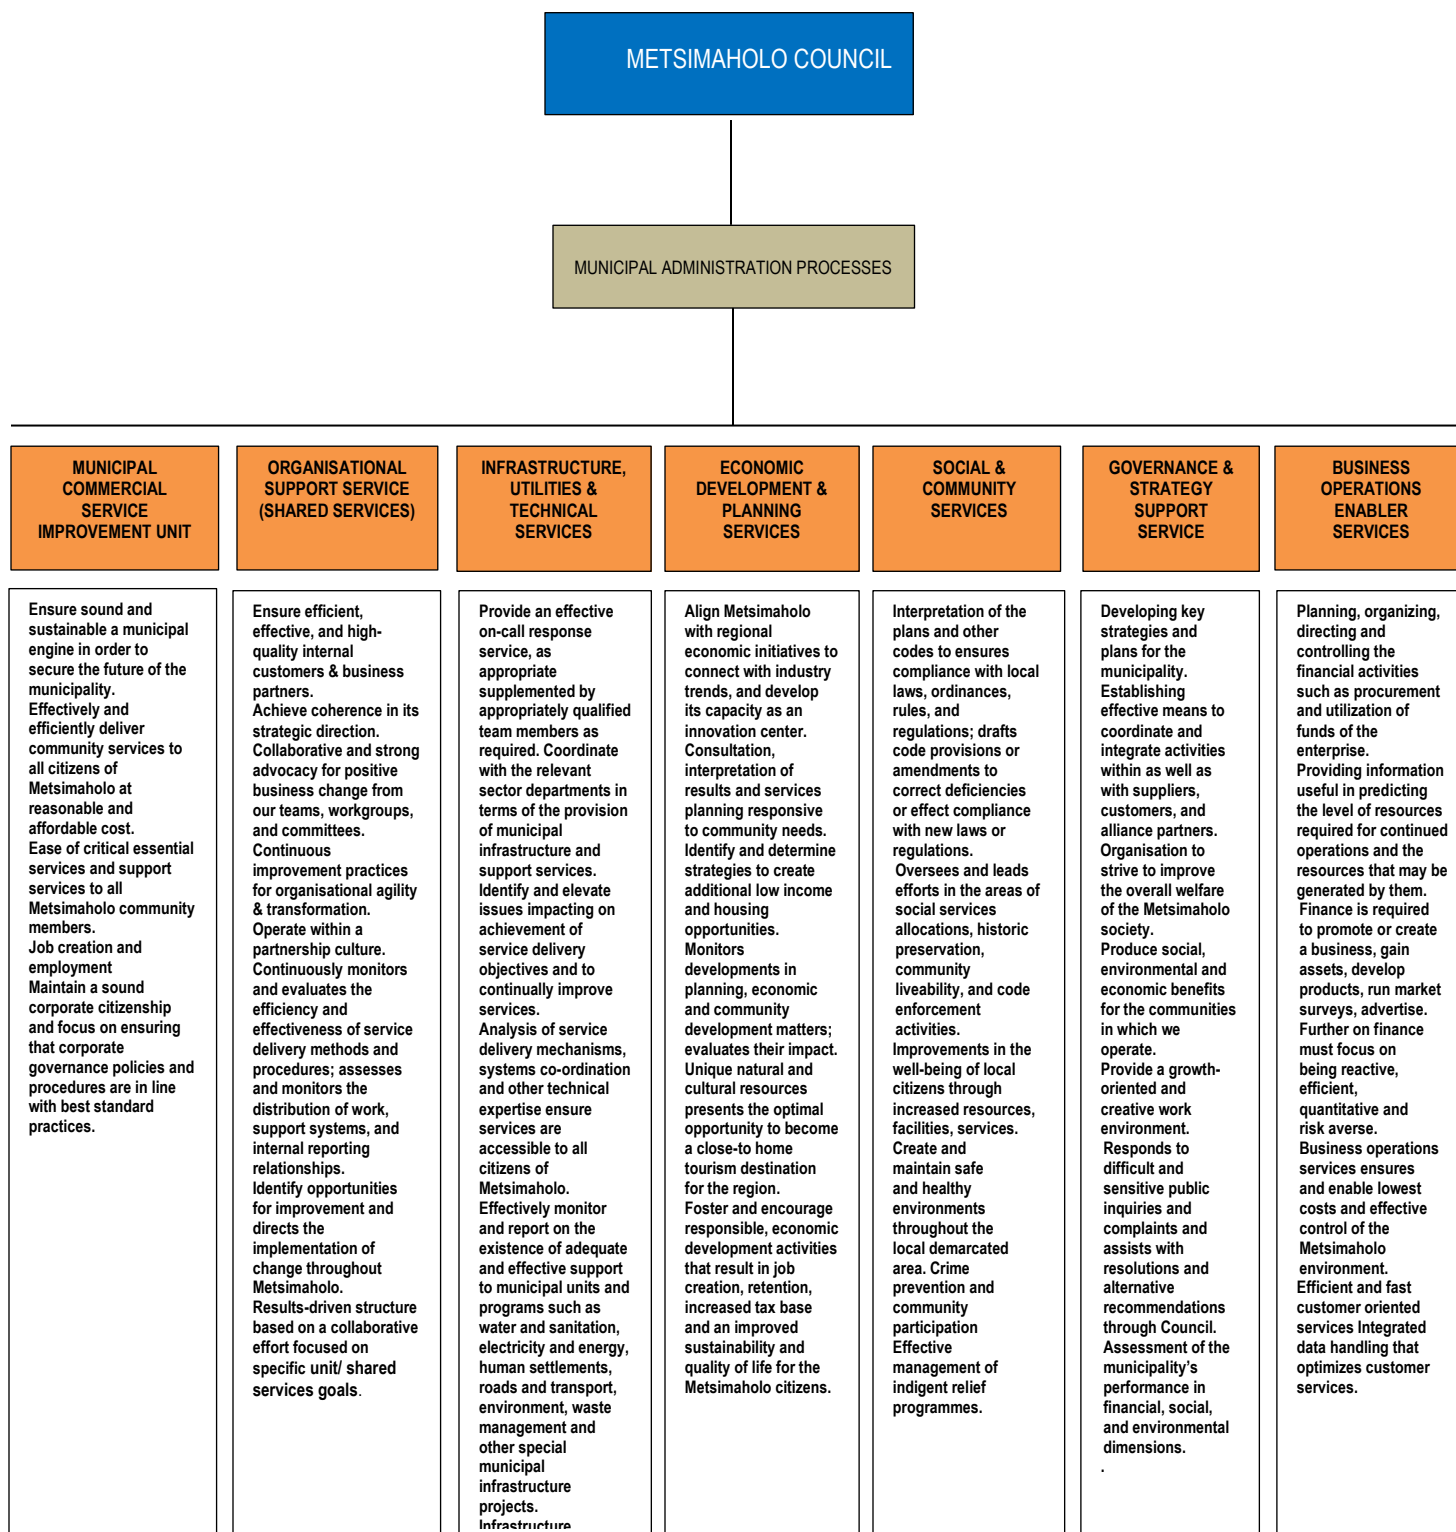 METSIMAHOLO COUNCIL
MUNICIPAL ADMINISTRATION PROCESSES
MUNICIPAL
COMMERCIAL
SERVICE
IMPROVEMENT UNIT
ORGANISATIONAL
SUPPORT SERVICE
(SHARED SERVICES)
INFRASTRUCTURE,
UTILITIES &
TECHNICAL
SERVICES
ECONOMIC
DEVELOPMENT &
PLANNING
SERVICES
SOCIAL &
COMMUNITY
SERVICES
GOVERNANCE &
STRATEGY
SUPPORT
SERVICE
BUSINESS
OPERATIONS
ENABLER
SERVICES
Ensure sound and
sustainable a municipal
engine in order to
secure the future of the
municipality.
Effectively and
efficiently deliver
community services to
all citizens of
Metsimaholo at
reasonable and
affordable cost.
Ease of critical essential
services and support
services to all
Metsimaholo community
members.
Job creation and
employment
Maintain a sound
corporate citizenship
and focus on ensuring
that corporate
governance policies and
procedures are in line
with best standard
practices.
Ensure efficient,
effective, and high-
quality internal
customers & business
partners.
Achieve coherence in its
strategic direction.
Collaborative and strong
advocacy for positive
business change from
our teams, workgroups,
and committees.
Continuous
improvement practices
for organisational agility
& transformation.
Operate within a
partnership culture.
Continuously monitors
and evaluates the
efficiency and
effectiveness of service
delivery methods and
procedures; assesses
and monitors the
distribution of work,
support systems, and
internal reporting
relationships.
Identify opportunities
for improvement and
directs the
implementation of
change throughout
Metsimaholo.
Results-driven structure
based on a collaborative
effort focused on
specific unit/ shared
services goals.
Provide an effective
on-call response
service, as
appropriate
supplemented by
appropriately qualified
team members as
required. Coordinate
with the relevant
sector departments in
terms of the provision
of municipal
infrastructure and
support services.
Identify and elevate
issues impacting on
achievement of
service delivery
objectives and to
continually improve
services.
Analysis of service
delivery mechanisms,
systems co-ordination
and other technical
expertise ensure
services are
accessible to all
citizens of
Metsimaholo.
Effectively monitor
and report on the
existence of adequate
and effective support
to municipal units and
programs such as
water and sanitation,
electricity and energy,
human settlements,
roads and transport,
environment, waste
management and
other special
municipal
infrastructure
projects.
Infrastructure
Align Metsimaholo
with regional
economic initiatives to
connect with industry
trends, and develop
its capacity as an
innovation center.
Consultation,
interpretation of
results and services
planning responsive
to community needs.
Identify and determine
strategies to create
additional low income
and housing
opportunities.
Monitors
developments in
planning, economic
and community
development matters;
evaluates their impact.
Unique natural and
cultural resources
presents the optimal
opportunity to become
a close-to home
tourism destination
for the region.
Foster and encourage
responsible, economic
development activities
that result in job
creation, retention,
increased tax base
and an improved
sustainability and
quality of life for the
Metsimaholo citizens.
Interpretation of the
plans and other
codes to ensures
compliance with local
laws, ordinances,
rules, and
regulations; drafts
code provisions or
amendments to
correct deficiencies
or effect compliance
with new laws or
regulations.
Oversees and leads
efforts in the areas of
social services
allocations, historic
preservation,
community
liveability, and code
enforcement
activities.
Improvements in the
well-being of local
citizens through
increased resources,
facilities, services.
Create and
maintain safe
and healthy
environments
throughout the
local demarcated
area. Crime
prevention and
community
participation
Effective
management of
indigent relief
programmes.
Developing key
strategies and
plans for the
municipality.
Establishing
effective means to
coordinate and
integrate activities
within as well as
with suppliers,
customers, and
alliance partners.
Organisation to
strive to improve
the overall welfare
of the Metsimaholo
society.
Produce social,
environmental and
economic benefits
for the communities
in which we
operate.
Provide a growth-
oriented and
creative work
environment.
Responds to
difficult and
sensitive public
inquiries and
complaints and
assists with
resolutions and
alternative
recommendations
through Council.
Assessment of the
municipality's
performance in
financial, social,
and environmental
dimensions.
.
Planning, organizing,
directing and
controlling the
financial activities
such as procurement
and utilization of
funds of the
enterprise.
Providing information
useful in predicting
the level of resources
required for continued
operations and the
resources that may be
generated by them.
Finance is required
to promote or create
a business, gain
assets, develop
products, run market
surveys, advertise.
Further on finance
must focus on
being reactive,
efficient,
quantitative and
risk averse.
Business operations
services ensures
and enable lowest
costs and effective
control of the
Metsimaholo
environment.
Efficient and fast
customer oriented
services Integrated
data handling that
optimizes customer
services.